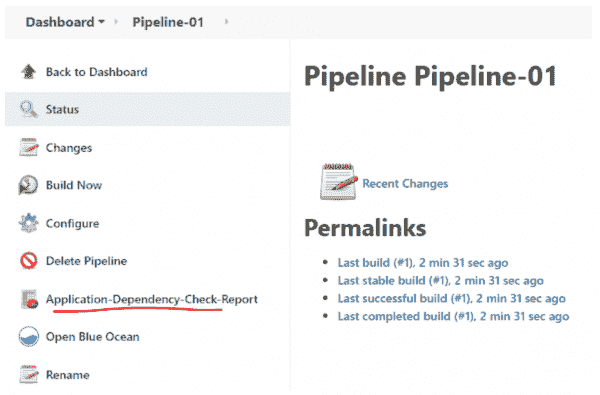 Dashboard
Pipeline-01
Back to Dashboard
Status
Changes
Build Now
Configure
Delete Pipeline
Application-Dependency-Check-Report
Open Blue Ocean
Rename
Pipeline Pipeline-01
Recent Changes
Permalinks
Last build (#1), 2 min 31 sec ago
Last stable build (#1), 2 min 31 sec ago
Last successful build (#1), 2 min 31 sec ago
Last completed build (#1), 2 min 31 sec ago